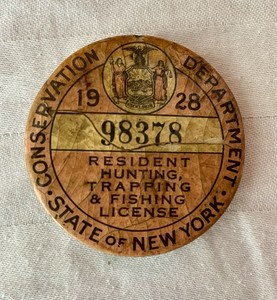 CONSERVATION DEPARTMENT
19 28
98378
RESIDENT
HUNTING,
TRAPPING
& FISHING
LICENSE
STATE OF NEW YORK